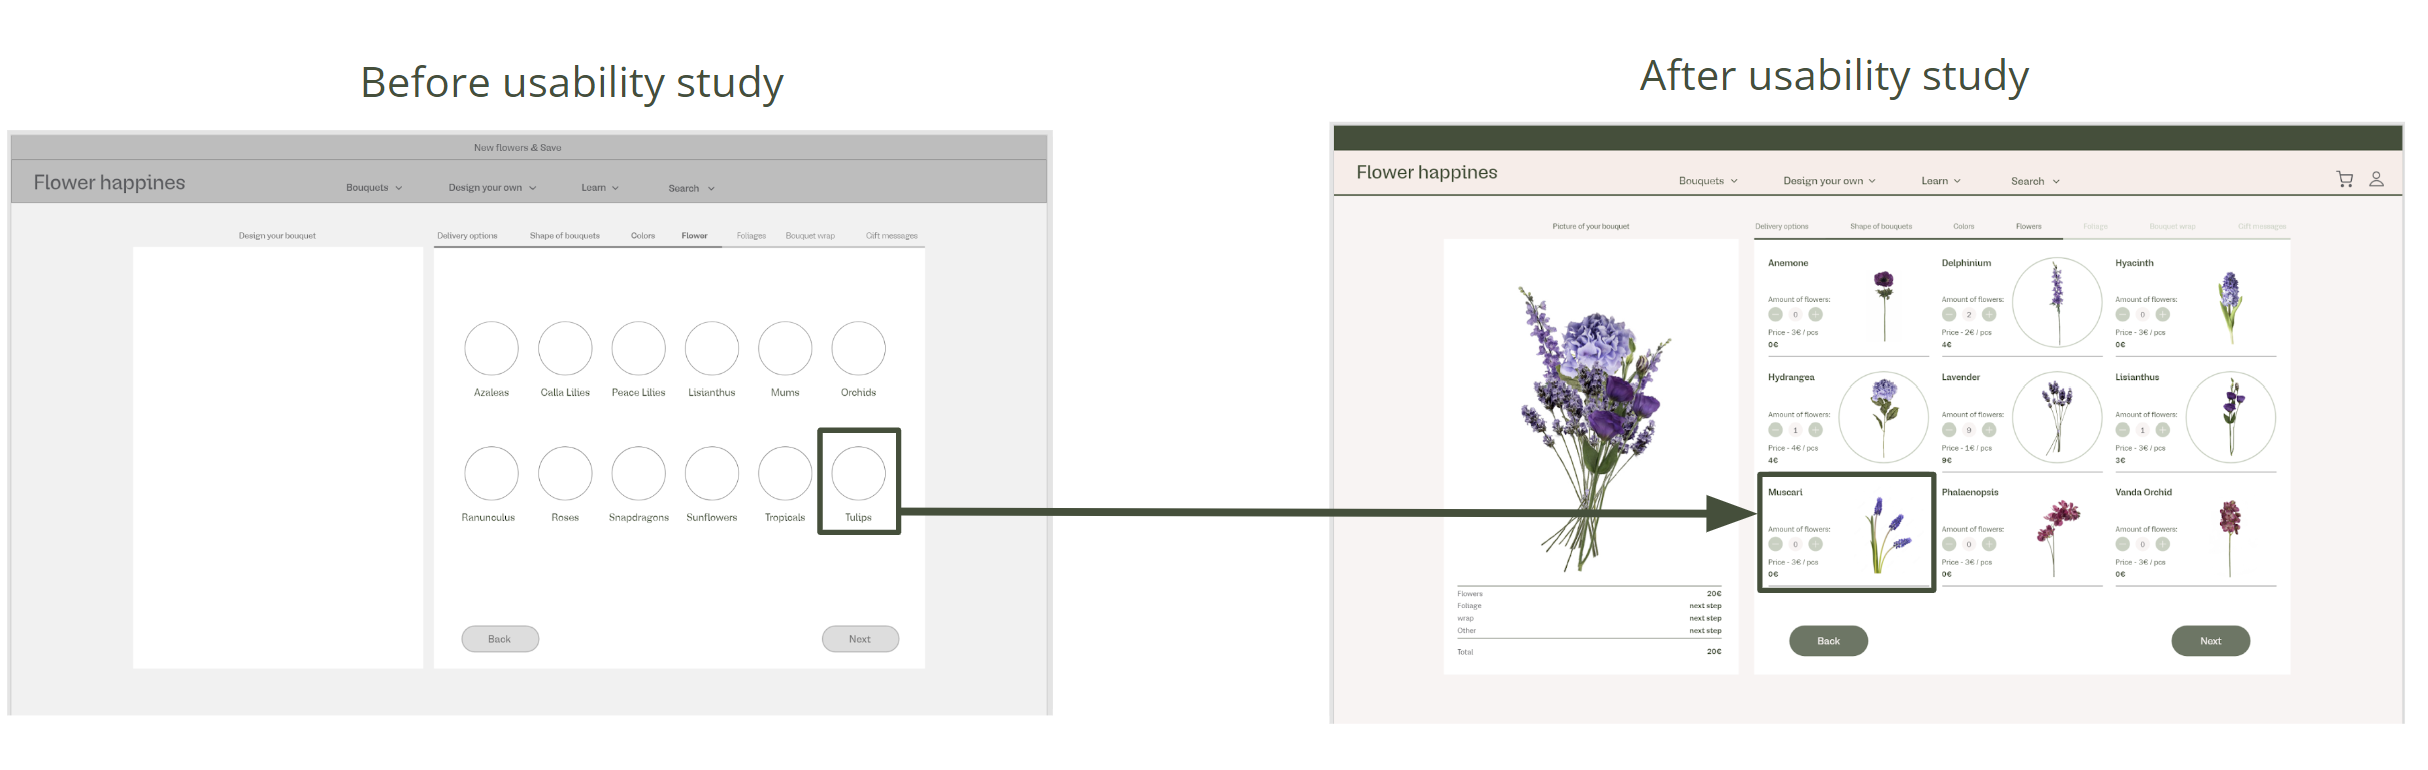 Before usability study
New flowers & Save
Flower happines
Bouquets
Design your own
Learn
Search
Design your bouquet
Delivery options
Shape of bouquets
Colors
Flower
Foliages
Bouquet wrap
Gift messages
Azaleas
Calla Lilies
Peace Lilies
Lisianthus
Mums
Orchids
Ranunculus
Roses
Snapdragons
Sunflowers
Tropicals
Tulips
Back
Next
After usability study
Flower happines
Bouquets
Design your own
Learn
Search
Picture of your bouquet
Flowers 20€
Foliage next step
wrap next step
Other next step
Total 20€
Delivery options
Shape of bouquets
Colors
Flowers
Foliage
Bouquet wrap
Gift messages
Anemone
Amount of flowers:
− 0 +
Price - 3€ / pcs
0€
Delphinium
Amount of flowers:
− 2 +
Price - 2€ / pcs
4€
Hyacinth
Amount of flowers:
− 0 +
Price - 3€ / pcs
0€
Hydrangea
Amount of flowers:
− 1 +
Price - 4€ / pcs
4€
Lavender
Amount of flowers:
− 9 +
Price - 1€ / pcs
9€
Lisianthus
Amount of flowers:
− 1 +
Price - 3€ / pcs
3€
Muscari
Amount of flowers:
− 0 +
Price - 3€ / pcs
0€
Phalaenopsis
Amount of flowers:
− 0 +
Price - 3€ / pcs
0€
Vanda Orchid
Amount of flowers:
− 0 +
Price - 3€ / pcs
0€
Back
Next